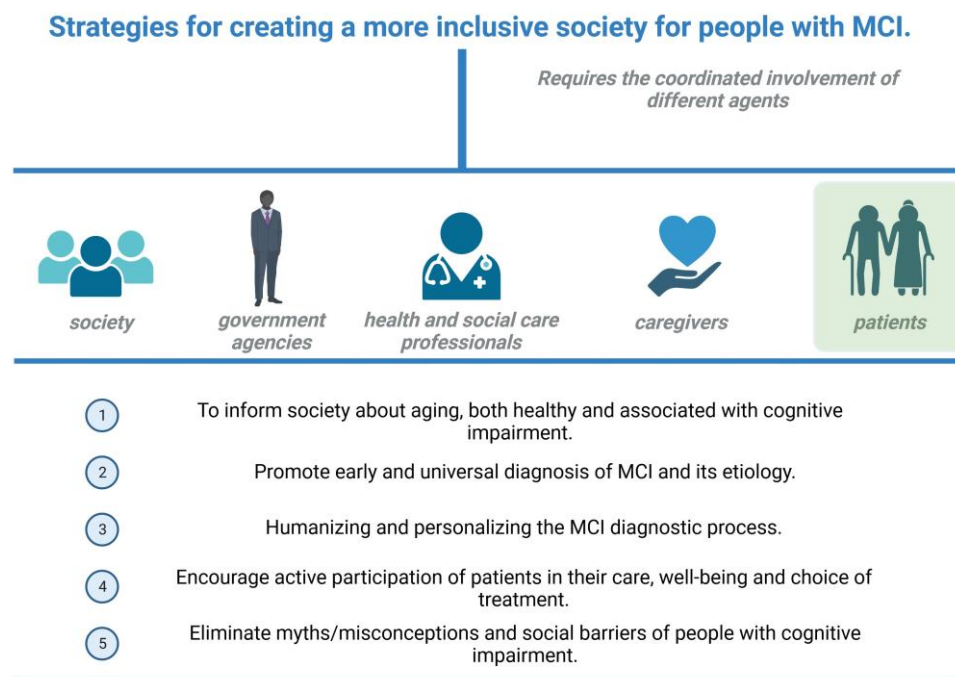 Strategies for creating a more inclusive society for people with MCI.
Requires the coordinated involvement of
different agents
society
government
agencies
health and social care
professionals
caregivers
patients
1
To inform society about aging, both healthy and associated with cognitive
impairment.
2
Promote early and universal diagnosis of MCI and its etiology.
3
Humanizing and personalizing the MCI diagnostic process.
4
Encourage active participation of patients in their care, well-being and choice of
treatment.
5
Eliminate myths/misconceptions and social barriers of people with cognitive
impairment.